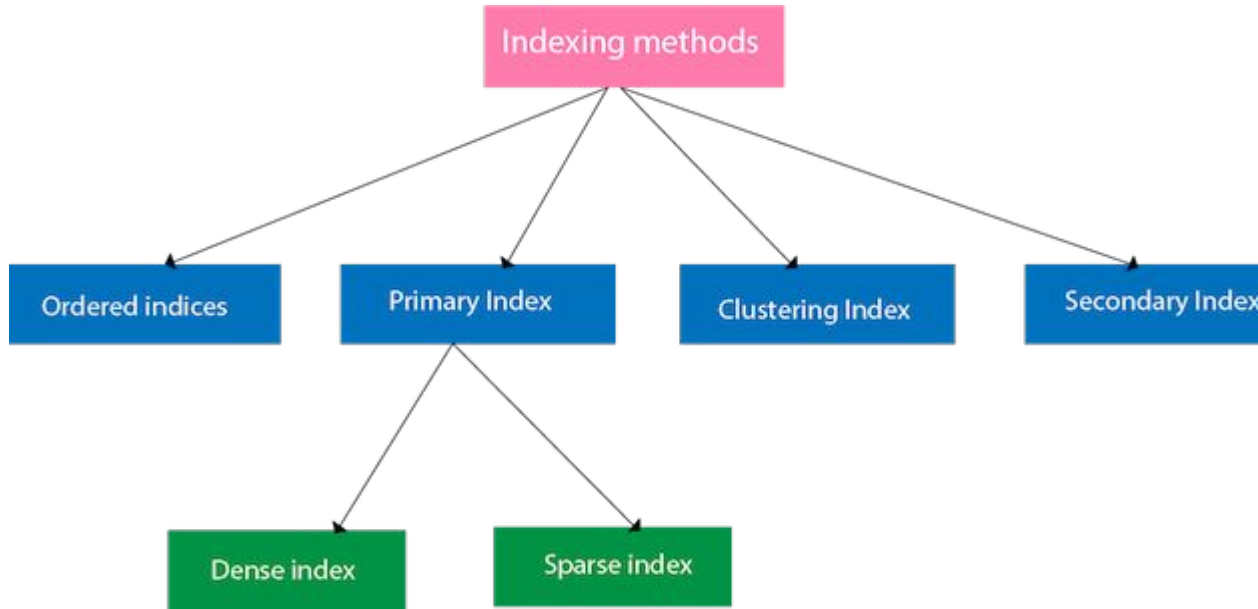 Indexing methods
Ordered indices
Primary Index
Clustering Index
Secondary Index
Dense index
Sparse index